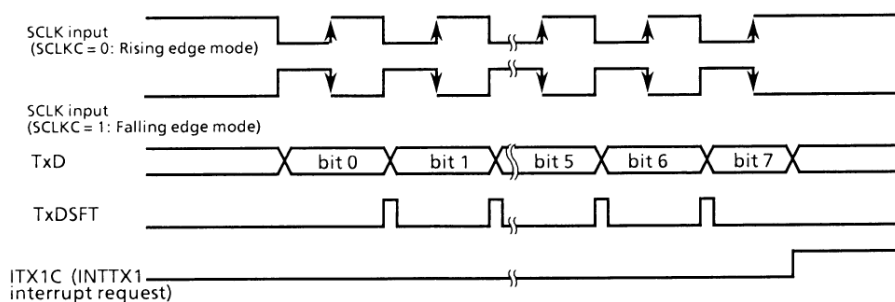 SCLK input
(SCLKC = 0: Rising edge mode)
SCLK input
(SCLKC = 1: Falling edge mode)
TxD
bit 0 bit 1 bit 5 bit 6 bit 7
TxDSFT
ITX1C (INTTX1
interrupt request)